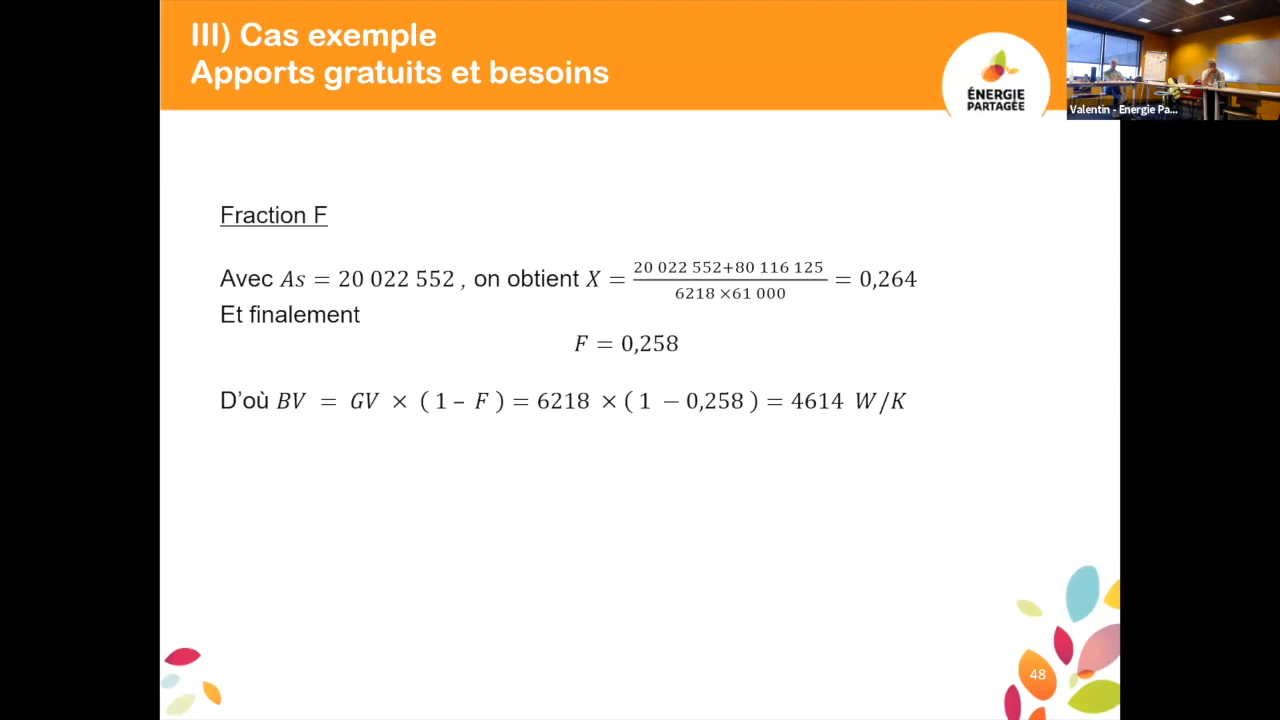 III) Cas exemple
Apports gratuits et besoins
ÉNERGIE
PARTAGÉE
Valentin - Energie Pa...
Fraction F
Avec As = 20 022 552 , on obtient X = (20 022 552+80 116 125)/(6218 ×61 000) = 0,264
Et finalement
F = 0,258
D'où BV = GV × ( 1 – F ) = 6218 × ( 1 − 0,258 ) = 4614 W/K
48